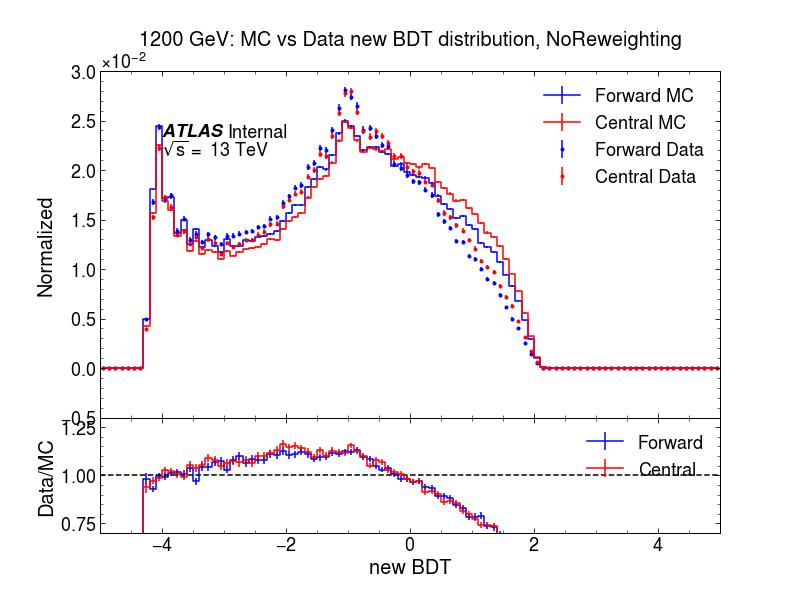 1200 GeV: MC vs Data new BDT distribution, NoReweighting
×10⁻²
3.0
2.5
2.0
1.5
1.0
0.5
0.0
−0.5
Normalized
ATLAS Internal
√s = 13 TeV
Forward MC
Central MC
Forward Data
Central Data
1.25
1.00
0.75
Data/MC
Forward
Central
−4 −2 0 2 4
new BDT